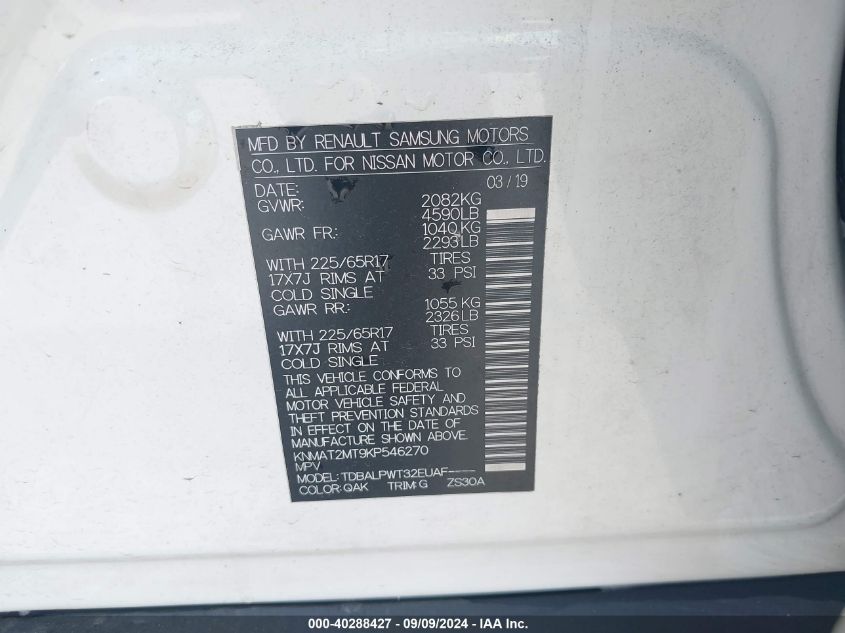 MFD BY RENAULT SAMSUNG MOTORS
CO., LTD. FOR NISSAN MOTOR CO., LTD.
DATE: 03 / 19
GVWR: 2082KG
4590LB
GAWR FR: 1040 KG
2293LB
WITH 225/65R17 TIRES
17X7J RIMS AT 33 PSI
COLD SINGLE
GAWR RR: 1055 KG
2326LB
WITH 225/65R17 TIRES
17X7J RIMS AT 33 PSI
COLD SINGLE
THIS VEHICLE CONFORMS TO
ALL APPLICABLE FEDERAL
MOTOR VEHICLE SAFETY AND
THEFT PREVENTION STANDARDS
IN EFFECT ON THE DATE OF
MANUFACTURE SHOWN ABOVE.
KNMAT2MT9KP546270
MPV
MODEL: TDBALPWT32EUAF----
COLOR: QAK TRIM: G ZS30A
000-40288427 - 09/09/2024 - IAA Inc.